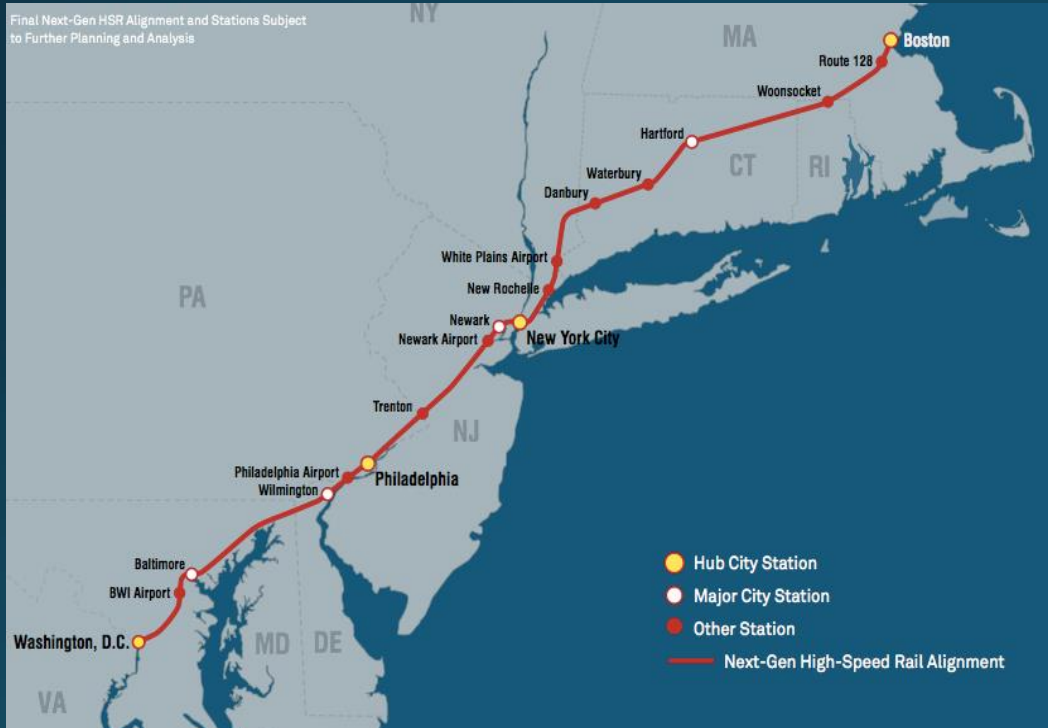 Final Next-Gen HSR Alignment and Stations Subject
to Further Planning and Analysis
NY
MA
Boston
Route 128
Woonsocket
Hartford
CT
RI
Waterbury
Danbury
White Plains Airport
New Rochelle
PA
Newark
New York City
Newark Airport
Trenton
NJ
Philadelphia Airport
Philadelphia
Wilmington
Baltimore
BWI Airport
Washington, D.C.
MD
DE
VA
Hub City Station
Major City Station
Other Station
Next-Gen High-Speed Rail Alignment